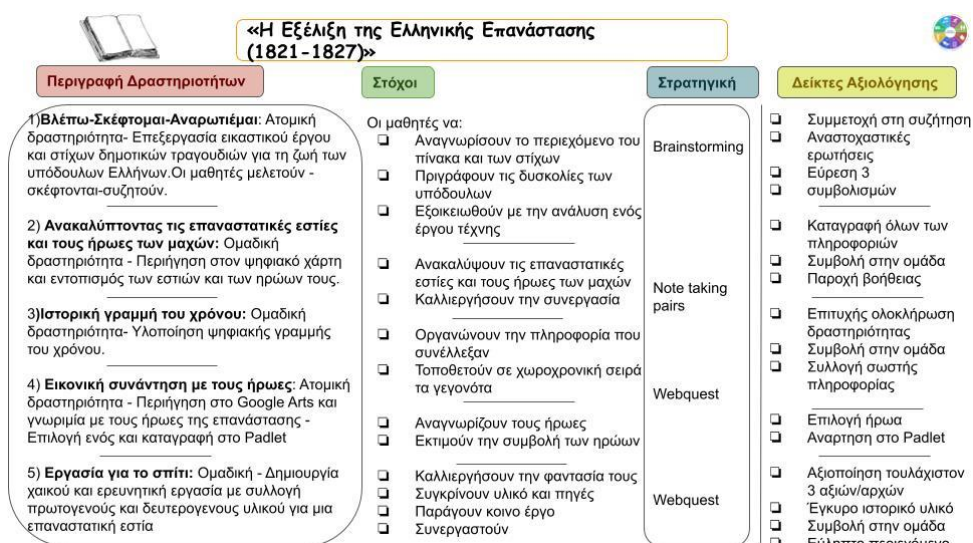 «Η Εξέλιξη της Ελληνικής Επανάστασης
(1821-1827)»
Περιγραφή Δραστηριοτήτων
1)Βλέπω-Σκέφτομαι-Αναρωτιέμαι: Ατομική
δραστηριότητα- Επεξεργασία εικαστικού έργου
και στίχων δημοτικών τραγουδιών για τη ζωή των
υπόδουλων Ελλήνων.Οι μαθητές μελετούν -
σκέφτονται-συζητούν.
2) Ανακαλύπτοντας τις επαναστατικές εστίες
και τους ήρωες των μαχών: Ομαδική
δραστηριότητα - Περιήγηση στον ψηφιακό χάρτη
και εντοπισμός των εστιών και των ηρώων τους.
3)Ιστορική γραμμή του χρόνου: Ομαδική
δραστηριότητα- Υλοποίηση ψηφιακής γραμμής
του χρόνου.
4) Εικονική συνάντηση με τους ήρωες: Ατομική
δραστηριότητα - Περιήγηση στο Google Arts και
γνωριμία με τους ήρωες της επανάστασης -
Επιλογή ενός και καταγραφή στο Padlet
5) Εργασία για το σπίτι: Ομαδική - Δημιουργία
χαικού και ερευνητική εργασία με συλλογή
πρωτογενούς και δευτερογενους υλικού για μια
επαναστατική εστία
Στόχοι
Οι μαθητές να:
Αναγνωρίσουν το περιεχόμενο του
πίνακα και των στίχων
Πριγράφουν τις δυσκολίες των
υπόδουλων
Εξοικειωθούν με την ανάλυση ενός
έργου τέχνης
Ανακαλύψουν τις επαναστατικές
εστίες και τους ήρωες των μαχών
Καλλιεργήσουν την συνεργασία
Οργανώνουν την πληροφορία που
συνέλλεξαν
Τοποθετούν σε χωροχρονική σειρά
τα γεγονότα
Αναγνωρίζουν τους ήρωες
Εκτιμούν την συμβολή των ηρώων
Καλλιεργήσουν την φαντασία τους
Συγκρίνουν υλικό και πηγές
Παράγουν κοινο έργο
Συνεργαστούν
Στρατηγική
Brainstorming
Note taking
pairs
Webquest
Webquest
Δείκτες Αξιολόγησης
Συμμετοχή στη συζήτηση
Αναστοχαστικές
ερωτήσεις
Εύρεση 3
συμβολισμών
Καταγραφή όλων των
πληροφοριών
Συμβολή στην ομάδα
Παροχή βοήθειας
Επιτυχής ολοκλήρωση
δραστηριότητας
Συμβολή στην ομάδα
Συλλογή σωστής
πληροφορίας
Επιλογή ήρωα
Αναρτηση στο Padlet
Αξιοποίηση τουλάχιστον
3 αξιών/αρχών
Έγκυρο ιστορικό υλικό
Συμβολή στην ομάδα
Εύληπτο περιεχόμενο